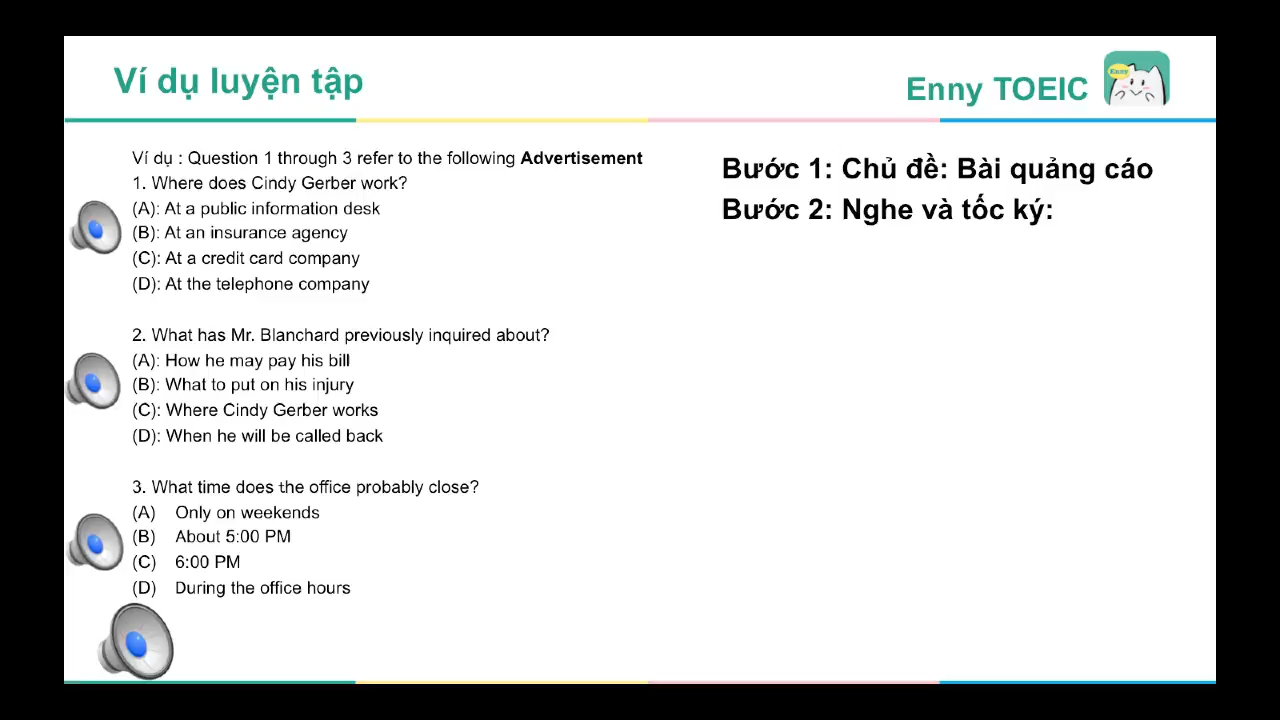 Ví dụ luyện tập
Enny TOEIC
Enny
Ví dụ : Question 1 through 3 refer to the following Advertisement
1. Where does Cindy Gerber work?
(A): At a public information desk
(B): At an insurance agency
(C): At a credit card company
(D): At the telephone company
2. What has Mr. Blanchard previously inquired about?
(A): How he may pay his bill
(B): What to put on his injury
(C): Where Cindy Gerber works
(D): When he will be called back
3. What time does the office probably close?
(A) Only on weekends
(B) About 5:00 PM
(C) 6:00 PM
(D) During the office hours
Bước 1: Chủ đề: Bài quảng cáo
Bước 2: Nghe và tốc ký: